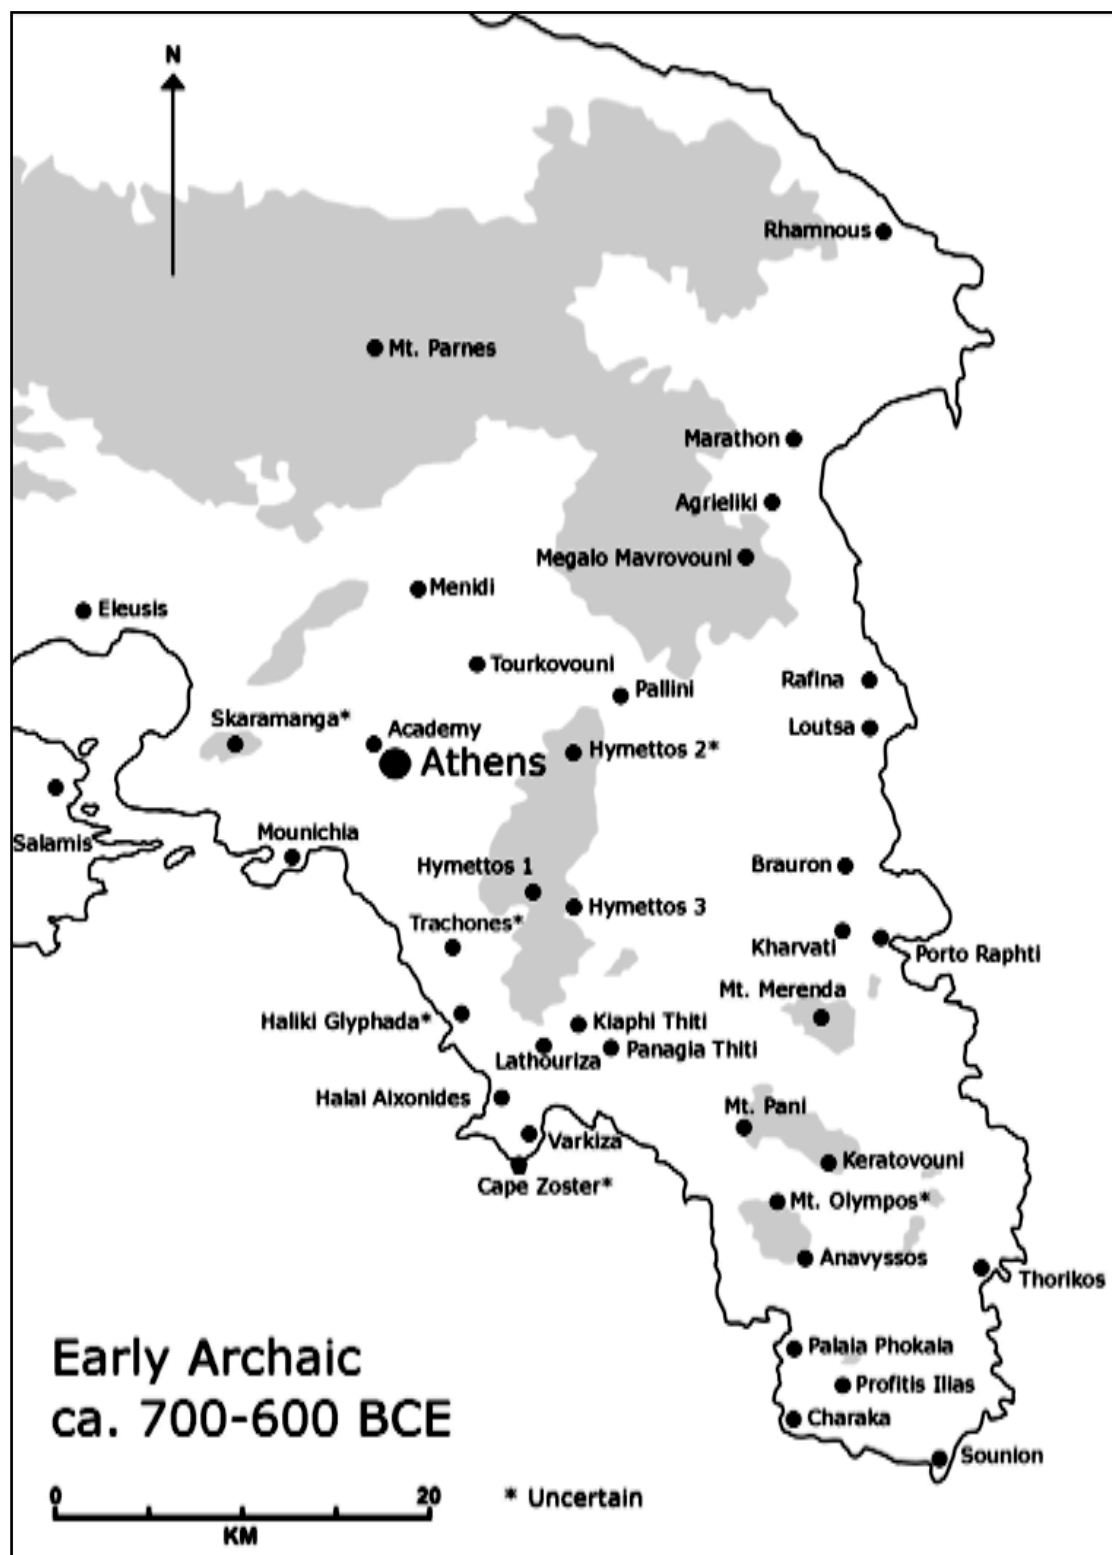 N
Rhamnous
Mt. Parnes
Marathon
Agrieliki
Megalo Mavrovouni
Menidi
Eleusis
Tourkovouni
Pallini
Rafina
Skaramanga*
Academy
Loutsa
Hymettos 2*
Athens
Mounichia
Salamis
Hymettos 1
Brauron
Hymettos 3
Trachones*
Kharvati
Porto Raphti
Mt. Merenda
Haliki Glyphada*
Kiaphi Thiti
Lathouriza
Panagia Thiti
Halai Aixonides
Mt. Pani
Varkiza
Keratovouni
Cape Zoster*
Mt. Olympos*
Anavyssos
Thorikos
Palaia Phokaia
Early Archaic
Profitis Ilias
ca. 700-600 BCE
Charaka
Sounion
0 20
* Uncertain
KM